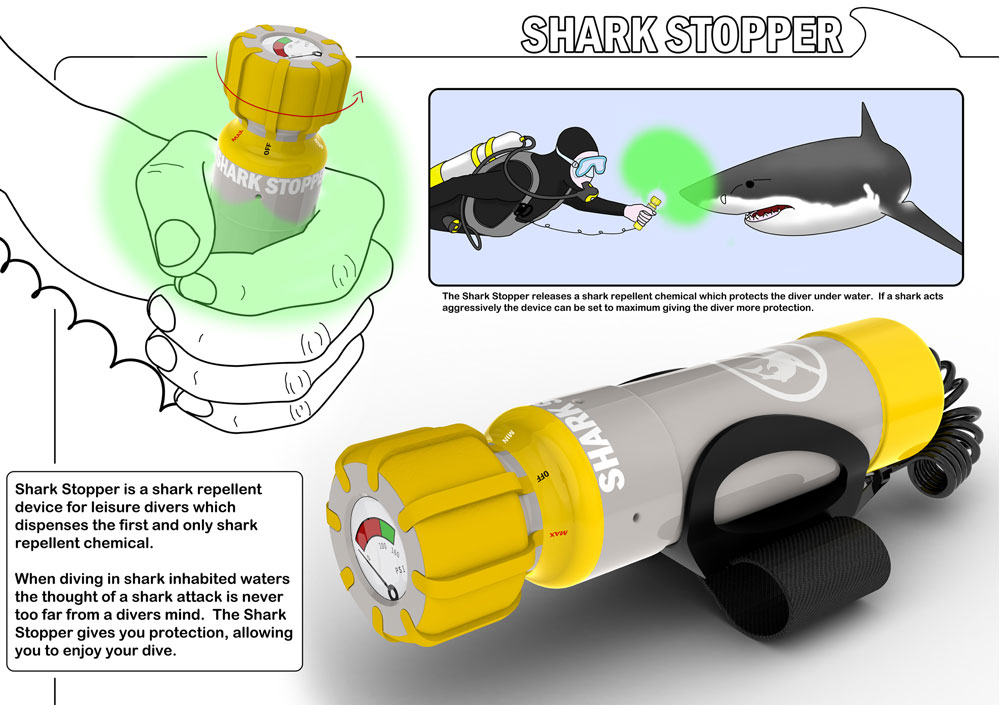 SHARK STOPPER
MAX
OFF
SHARK STOPPE
The Shark Stopper releases a shark repellent chemical which protects the diver under water.  If a shark acts
aggressively the device can be set to maximum giving the diver more protection.
MIN
OFF
MAX
SHARK S
0
100
160
PSI
Shark Stopper is a shark repellent
device for leisure divers which
dispenses the first and only shark
repellent chemical.
When diving in shark inhabited waters
the thought of a shark attack is never
too far from a divers mind.  The Shark
Stopper gives you protection, allowing
you to enjoy your dive.